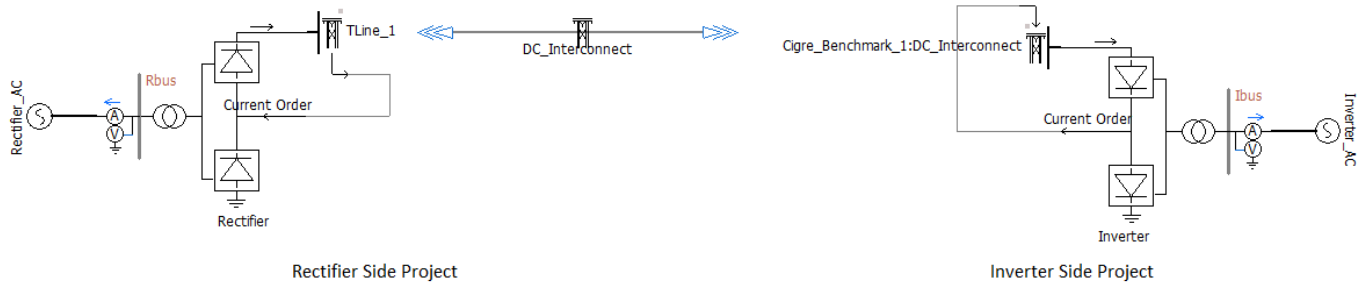 TLine_1
DC_Interconnect
Cigre_Benchmark_1:DC_Interconnect
Rectifier_AC
Rbus
A
V
S
Current Order
Rectifier
Current Order
Ibus
A
V
S
Inverter_AC
Inverter
Rectifier Side Project
Inverter Side Project